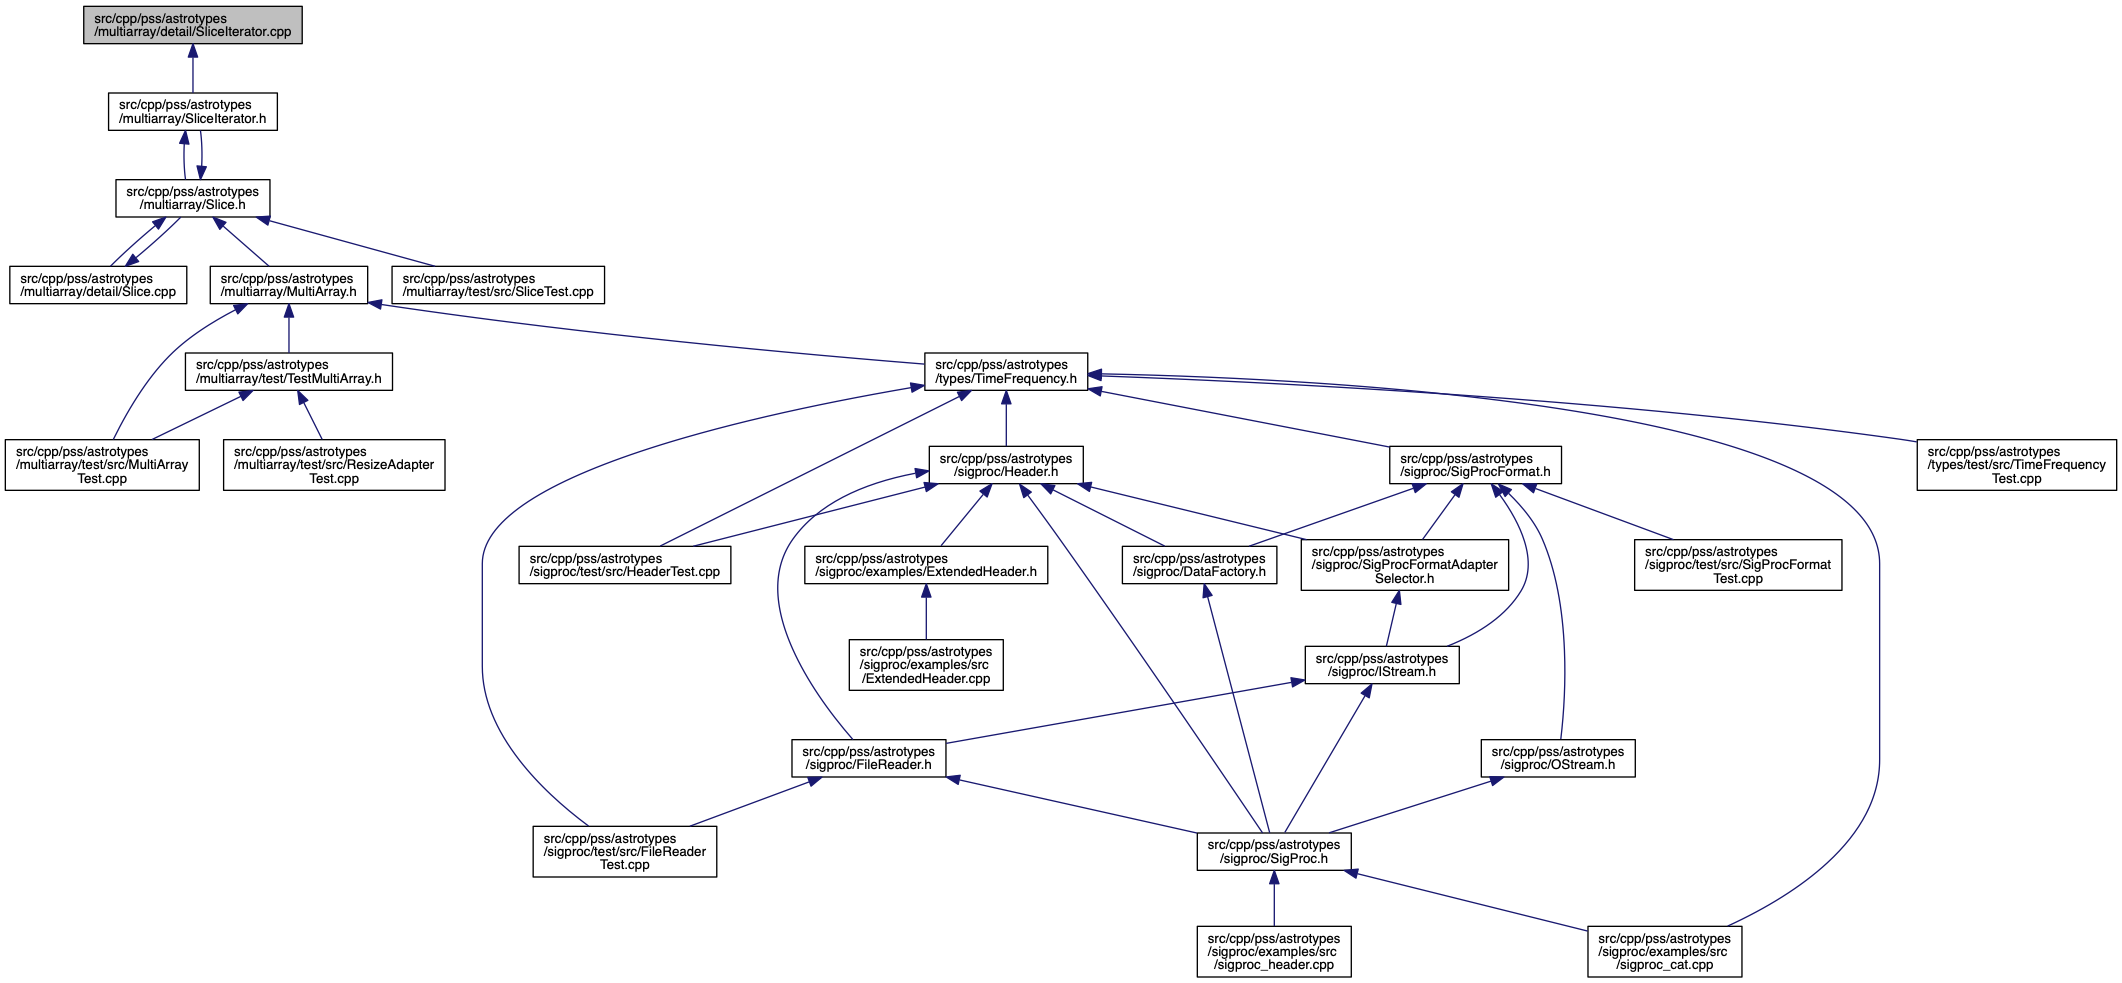 src/cpp/pss/astrotypes
/multiarray/detail/SliceIterator.cpp
src/cpp/pss/astrotypes
/multiarray/SliceIterator.h
src/cpp/pss/astrotypes
/multiarray/Slice.h
src/cpp/pss/astrotypes
/multiarray/detail/Slice.cpp
src/cpp/pss/astrotypes
/multiarray/MultiArray.h
src/cpp/pss/astrotypes
/multiarray/test/src/SliceTest.cpp
src/cpp/pss/astrotypes
/multiarray/test/TestMultiArray.h
src/cpp/pss/astrotypes
/types/TimeFrequency.h
src/cpp/pss/astrotypes
/multiarray/test/src/MultiArray
Test.cpp
src/cpp/pss/astrotypes
/multiarray/test/src/ResizeAdapter
Test.cpp
src/cpp/pss/astrotypes
/sigproc/Header.h
src/cpp/pss/astrotypes
/sigproc/SigProcFormat.h
src/cpp/pss/astrotypes
/types/test/src/TimeFrequency
Test.cpp
src/cpp/pss/astrotypes
/sigproc/test/src/HeaderTest.cpp
src/cpp/pss/astrotypes
/sigproc/examples/ExtendedHeader.h
src/cpp/pss/astrotypes
/sigproc/DataFactory.h
src/cpp/pss/astrotypes
/sigproc/SigProcFormatAdapter
Selector.h
src/cpp/pss/astrotypes
/sigproc/test/src/SigProcFormat
Test.cpp
src/cpp/pss/astrotypes
/sigproc/examples/src
/ExtendedHeader.cpp
src/cpp/pss/astrotypes
/sigproc/IStream.h
src/cpp/pss/astrotypes
/sigproc/FileReader.h
src/cpp/pss/astrotypes
/sigproc/OStream.h
src/cpp/pss/astrotypes
/sigproc/test/src/FileReader
Test.cpp
src/cpp/pss/astrotypes
/sigproc/SigProc.h
src/cpp/pss/astrotypes
/sigproc/examples/src
/sigproc_header.cpp
src/cpp/pss/astrotypes
/sigproc/examples/src
/sigproc_cat.cpp